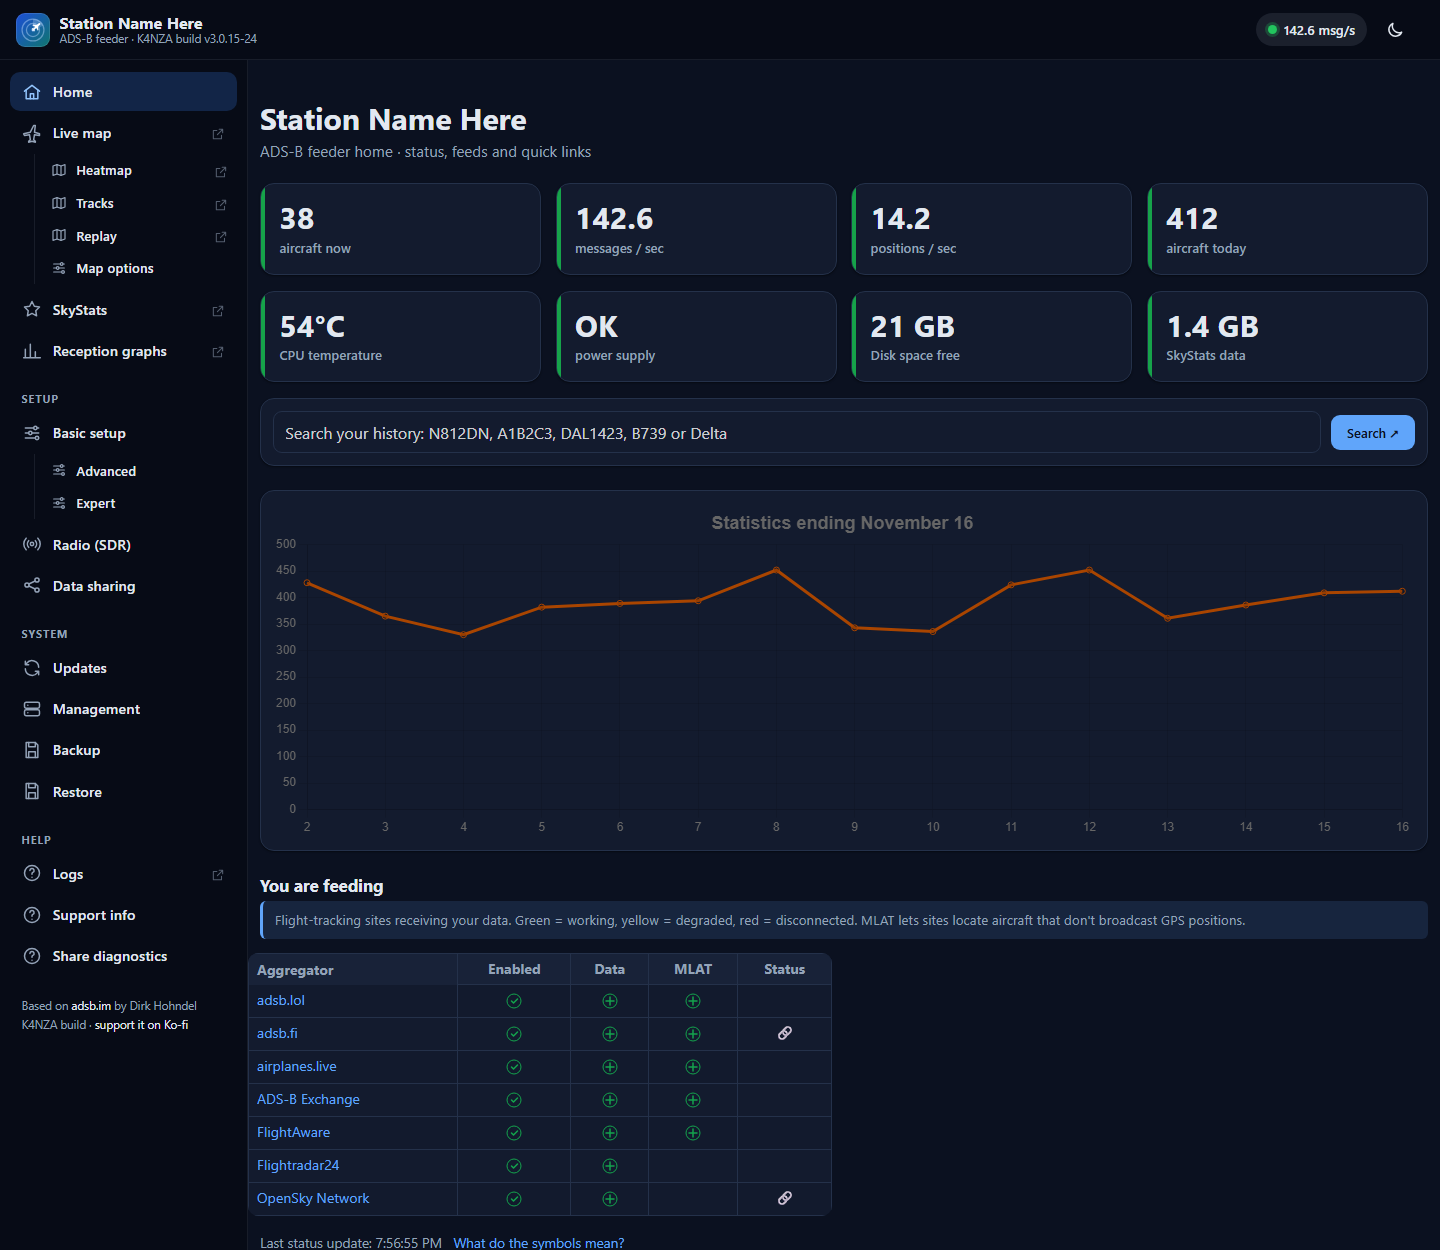 Station Name Here
ADS-B feeder · K4NZA build v3.0.15-24
142.6 msg/s
Home
Live map
Heatmap
Tracks
Replay
Map options
SkyStats
Reception graphs
SETUP
Basic setup
Advanced
Expert
Radio (SDR)
Data sharing
SYSTEM
Updates
Management
Backup
Restore
HELP
Logs
Support info
Share diagnostics
Based on adsb.im by Dirk Hohndel
K4NZA build · support it on Ko-fi
Station Name Here
ADS-B feeder home · status, feeds and quick links
38
aircraft now
142.6
messages / sec
14.2
positions / sec
412
aircraft today
54°C
CPU temperature
OK
power supply
21 GB
Disk space free
1.4 GB
SkyStats data
Search your history: N812DN, A1B2C3, DAL1423, B739 or Delta
Search ↗
Statistics ending November 16
500
450
400
350
300
250
200
150
100
50
0
2 3 4 5 6 7 8 9 10 11 12 13 14 15 16
You are feeding
Flight-tracking sites receiving your data. Green = working, yellow = degraded, red = disconnected. MLAT lets sites locate aircraft that don't broadcast GPS positions.
Aggregator Enabled Data MLAT Status
adsb.lol
adsb.fi
airplanes.live
ADS-B Exchange
FlightAware
Flightradar24
OpenSky Network
Last status update: 7:56:55 PM What do the symbols mean?